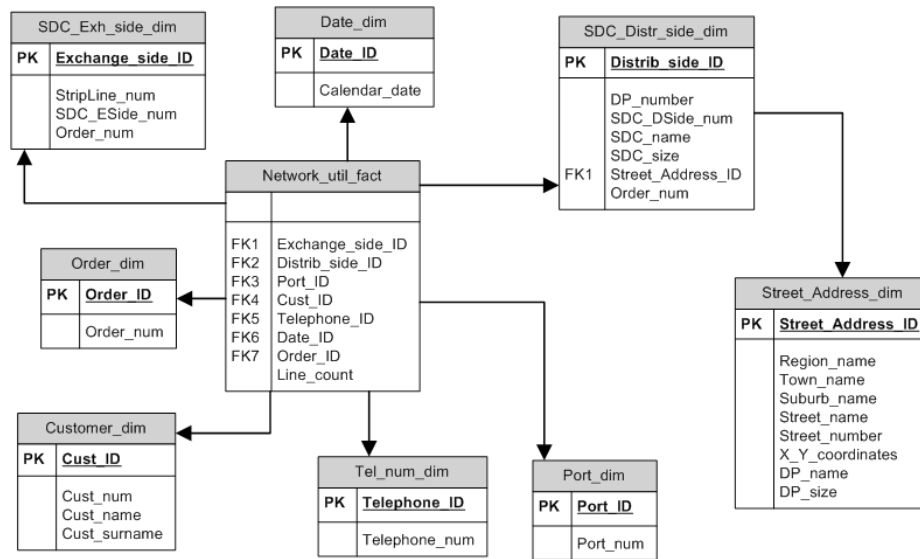 SDC_Exh_side_dim
PK Exchange_side_ID
StripLine_num
SDC_ESide_num
Order_num
Date_dim
PK Date_ID
Calendar_date
SDC_Distr_side_dim
PK Distrib_side_ID
DP_number
SDC_DSide_num
SDC_name
SDC_size
FK1 Street_Address_ID
Order_num
Network_util_fact
FK1 Exchange_side_ID
FK2 Distrib_side_ID
FK3 Port_ID
FK4 Cust_ID
FK5 Telephone_ID
FK6 Date_ID
FK7 Order_ID
Line_count
Order_dim
PK Order_ID
Order_num
Street_Address_dim
PK Street_Address_ID
Region_name
Town_name
Suburb_name
Street_name
Street_number
X_Y_coordinates
DP_name
DP_size
Customer_dim
PK Cust_ID
Cust_num
Cust_name
Cust_surname
Tel_num_dim
PK Telephone_ID
Telephone_num
Port_dim
PK Port_ID
Port_num